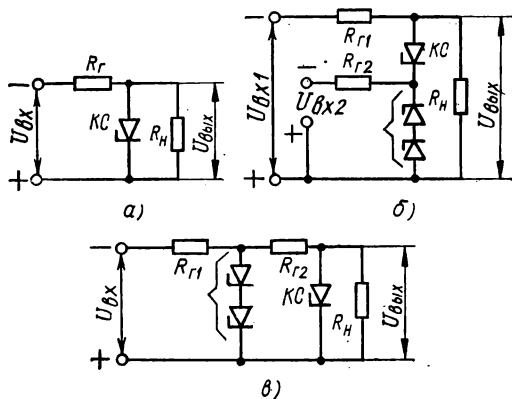 − Rг + Uвх КС Rн Uвых
а)
− Rг1 Rг2 КС − Uвх1 Uвх2 + Rн Uвых +
б)
− Rг1 Rг2 Uвх КС Rн Uвых +
в)